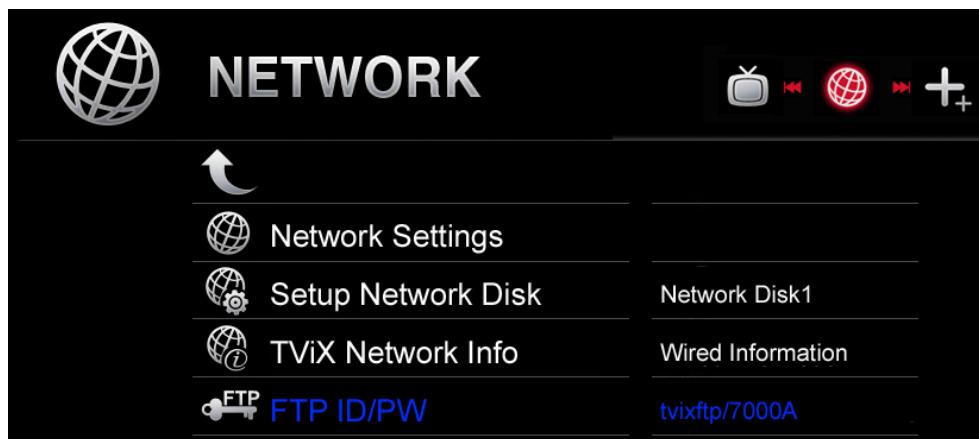 NETWORK
Network Settings
Setup Network Disk Network Disk1
TViX Network Info Wired Information
FTP FTP ID/PW tvixftp/7000A